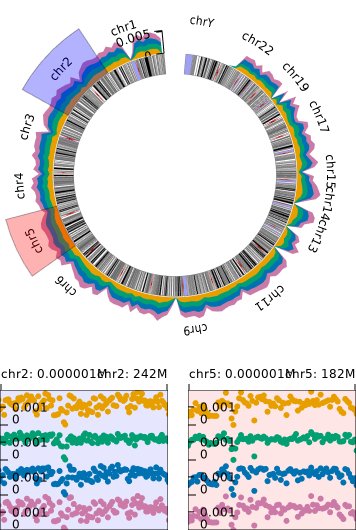 chrY
chr1
0.005
0
chr22
chr2
chr19
chr17
chr3
chr15
chr4
chr14
chr13
chr5
chr6
chr11
chr9
chr2: 0.000001M
chr2: 242M
chr5: 0.000001M
chr5: 182M
0.001
0
0.001
0
0.001
0
0.001
0
0.001
0
0.001
0
0.001
0
0.001
0